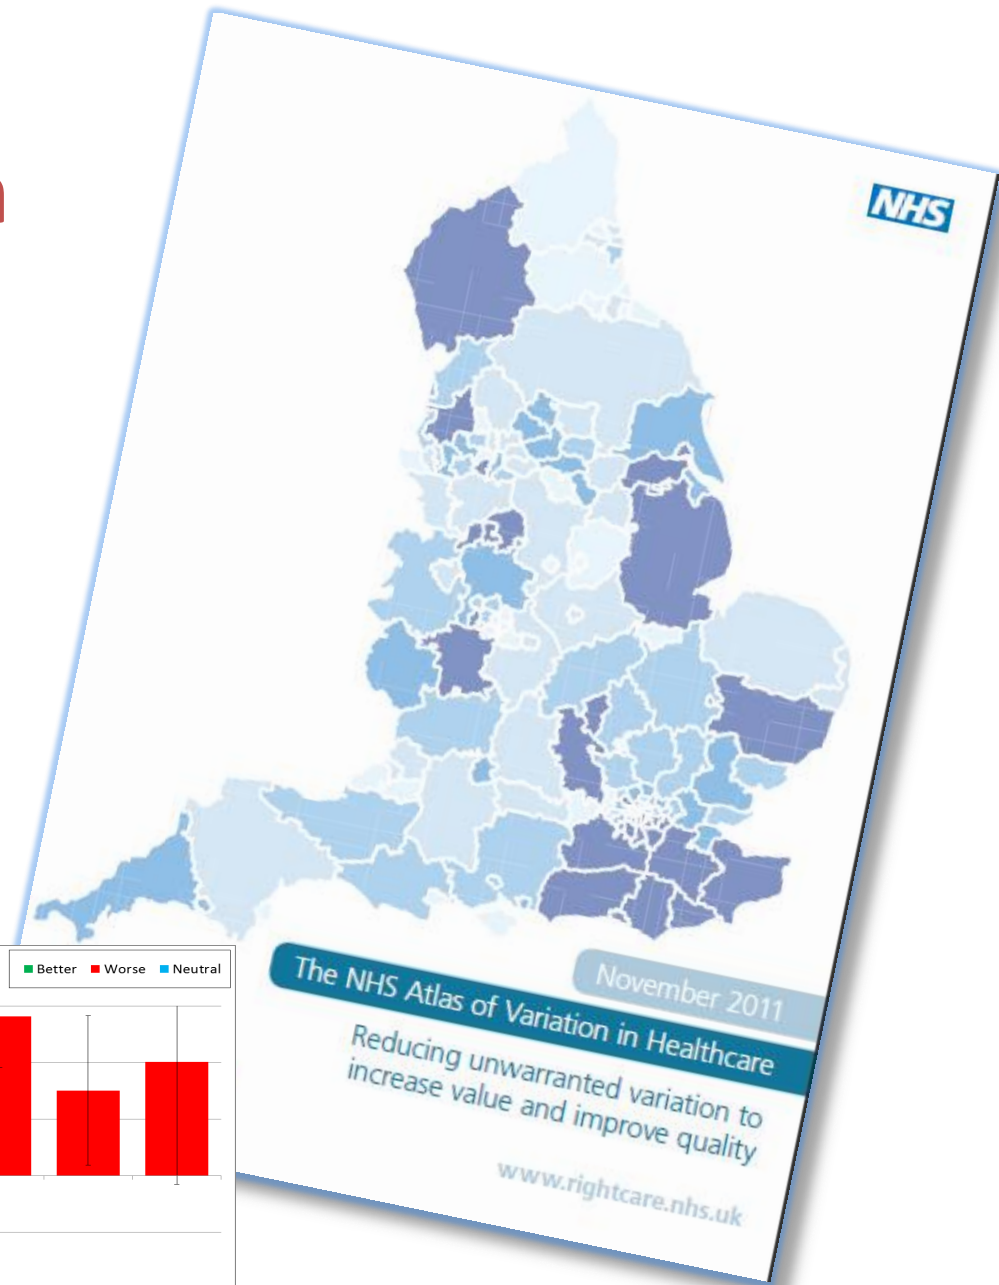 NHS
November 2011
The NHS Atlas of Variation in Healthcare
Reducing unwarranted variation to
increase value and improve quality
www.rightcare.nhs.uk
Better Worse Neutral